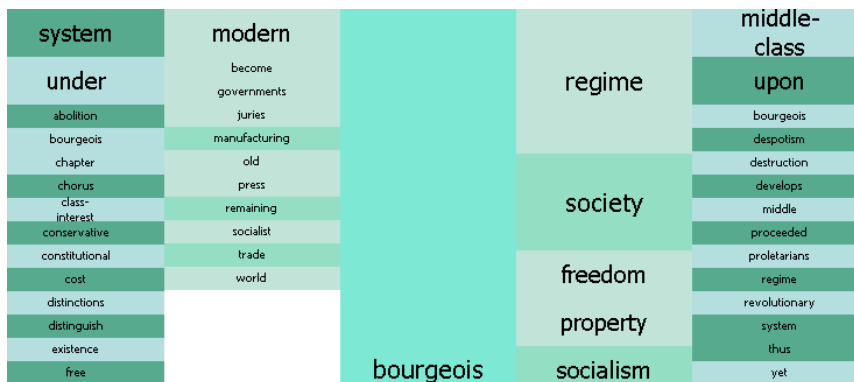 system
under
abolition
bourgeois
chapter
chorus
class-
interest
conservative
constitutional
cost
distinctions
distinguish
existence
free
modern
become
governments
juries
manufacturing
old
press
remaining
socialist
trade
world
bourgeois
regime
society
freedom
property
socialism
middle-
class
upon
bourgeois
despotism
destruction
develops
middle
proceeded
proletarians
regime
revolutionary
system
thus
yet